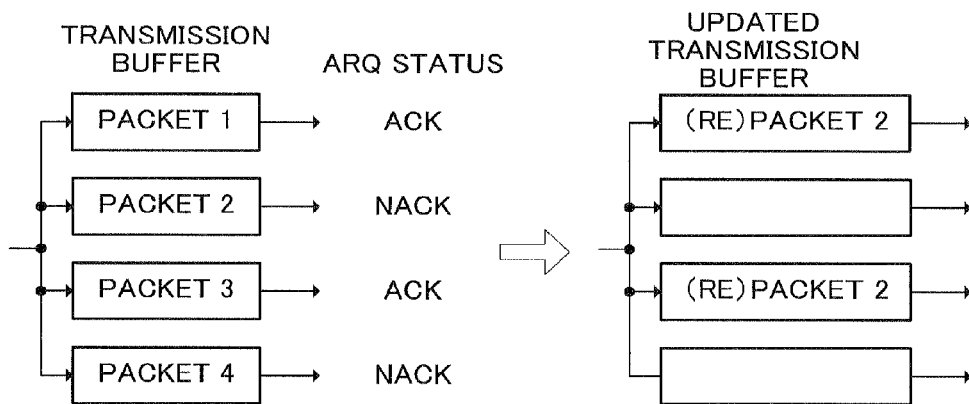 TRANSMISSION
BUFFER
ARQ STATUS
PACKET 1
ACK
PACKET 2
NACK
PACKET 3
ACK
PACKET 4
NACK
UPDATED
TRANSMISSION
BUFFER
(RE)PACKET 2
(RE)PACKET 2